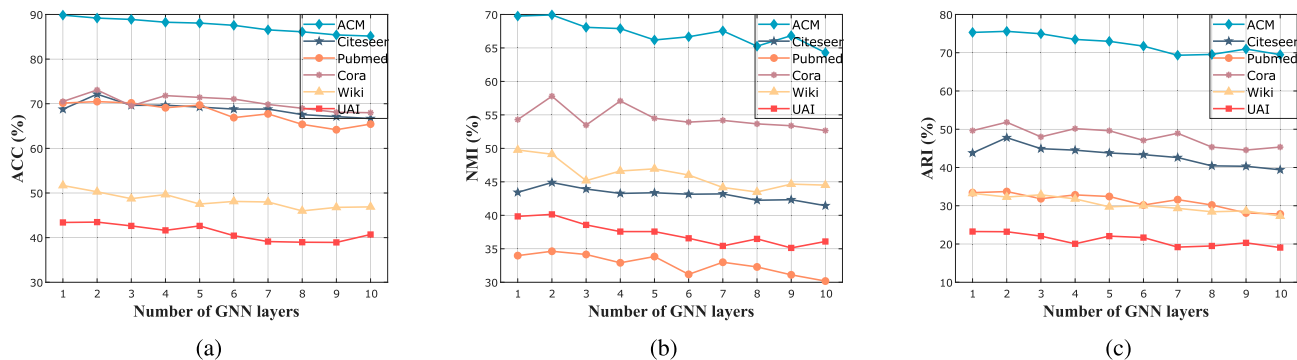 90
80
70
60
50
40
30
1 2 3 4 5 6 7 8 9 10
ACC (%)
Number of GNN layers
ACM
Citeseer
Pubmed
Cora
Wiki
UAI
(a)
70
65
60
55
50
45
40
35
30
1 2 3 4 5 6 7 8 9 10
NMI (%)
Number of GNN layers
ACM
Citeseer
Pubmed
Cora
Wiki
UAI
(b)
80
70
60
50
40
30
20
10
1 2 3 4 5 6 7 8 9 10
ARI (%)
Number of GNN layers
ACM
Citeseer
Pubmed
Cora
Wiki
UAI
(c)